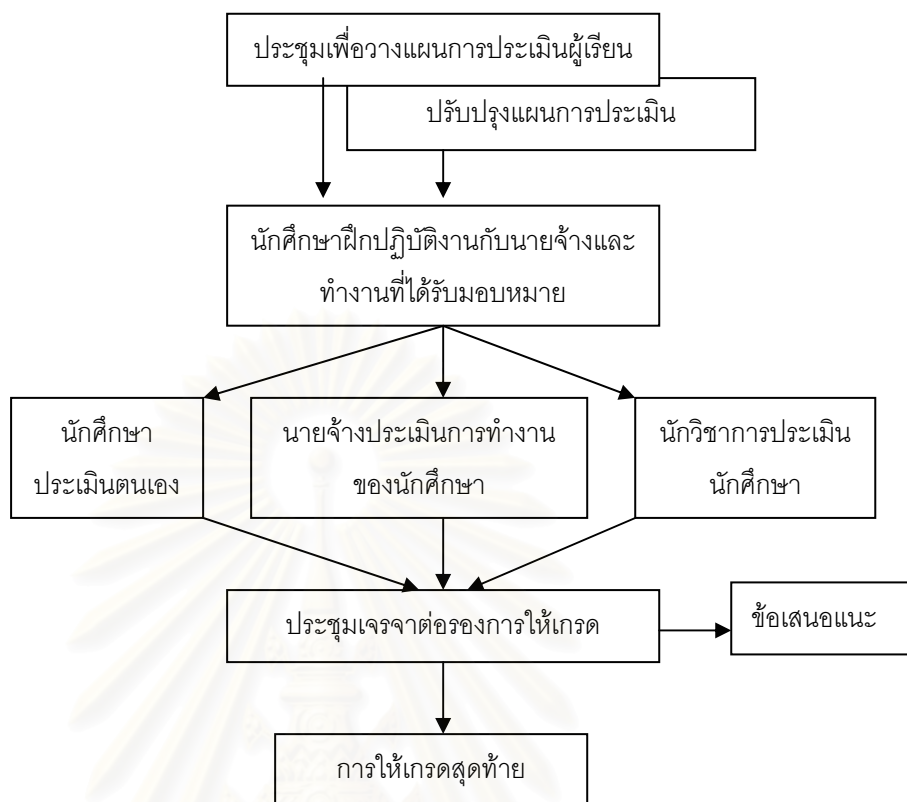 ประชุมเพื่อวางแผนการประเมินผู้เรียน
ปรับปรุงแผนการประเมิน
นักศึกษาฝึกปฏิบัติงานกับนายจ้างและ
ทำงานที่ได้รับมอบหมาย
นักศึกษา
ประเมินตนเอง
นายจ้างประเมินการทำงาน
ของนักศึกษา
นักวิชาการประเมิน
นักศึกษา
ประชุมเจรจาต่อรองการให้เกรด
ข้อเสนอแนะ
การให้เกรดสุดท้าย